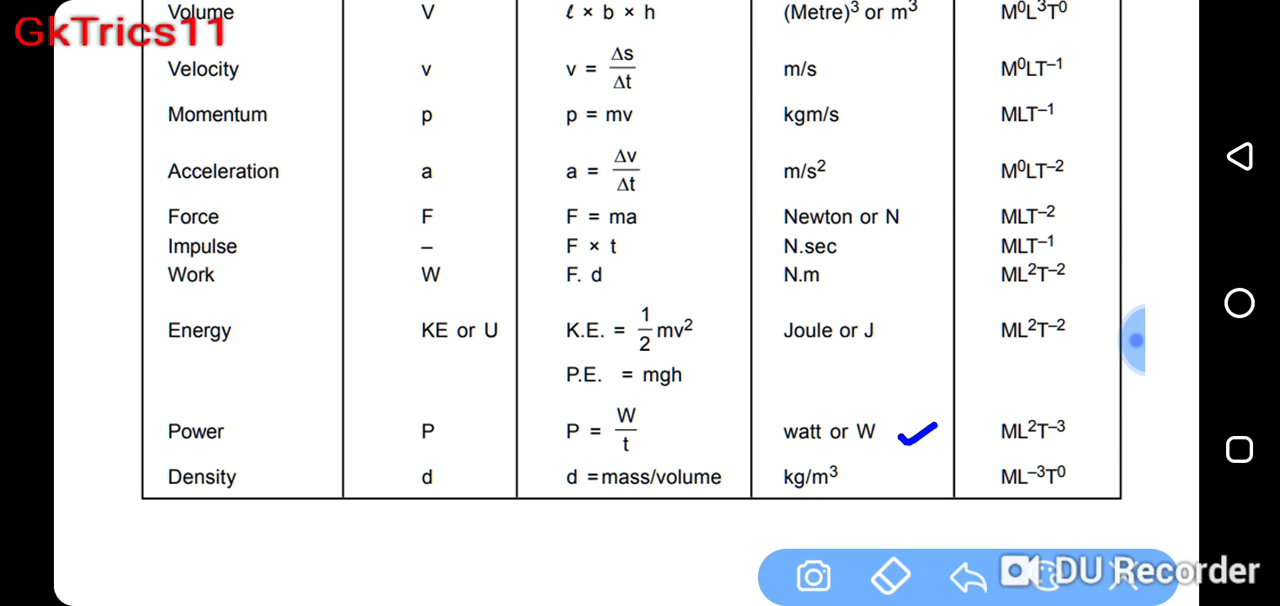 GkTrics11
Volume V ℓ × b × h (Metre)³ or m³ M⁰L³T⁰
Velocity v v = Δs/Δt m/s M⁰LT⁻¹
Momentum p p = mv kgm/s MLT⁻¹
Acceleration a a = Δv/Δt m/s² M⁰LT⁻²
Force F F = ma Newton or N MLT⁻²
Impulse – F × t N.sec MLT⁻¹
Work W F. d N.m ML²T⁻²
Energy KE or U K.E. = 1/2 mv² Joule or J ML²T⁻²
P.E. = mgh
Power P P = W/t watt or W ML²T⁻³
Density d d =mass/volume kg/m³ ML⁻³T⁰
DU Recorder